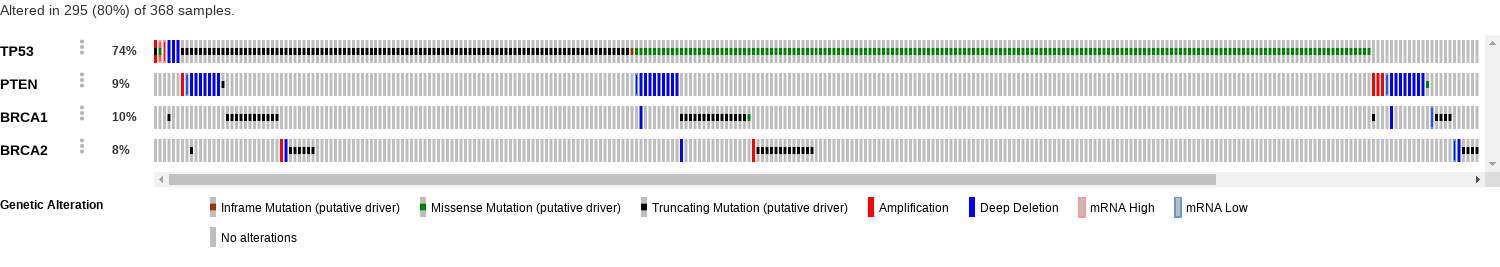 Altered in 295 (80%) of 368 samples.
TP53 74%
PTEN 9%
BRCA1 10%
BRCA2 8%
Genetic Alteration Inframe Mutation (putative driver) Missense Mutation (putative driver) Truncating Mutation (putative driver) Amplification Deep Deletion mRNA High mRNA Low
No alterations